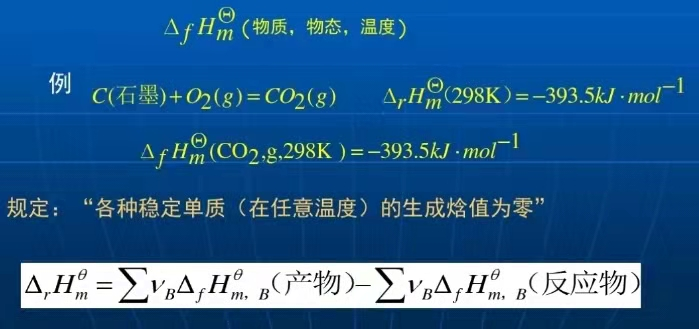 Δ_f H_m^Θ (物质，物态，温度)
例
C(石墨)+O₂(g)=CO₂(g) Δ_r H_m^Θ(298K)=−393.5kJ·mol⁻¹
Δ_f H_m^Θ(CO₂,g,298K )=−393.5kJ·mol⁻¹
规定：“各种稳定单质（在任意温度）的生成焓值为零”
Δ_r H_m^θ = ∑ν_B Δ_f H_{m, B}^θ(产物)−∑ν_B Δ_f H_{m, B}^θ(反应物)